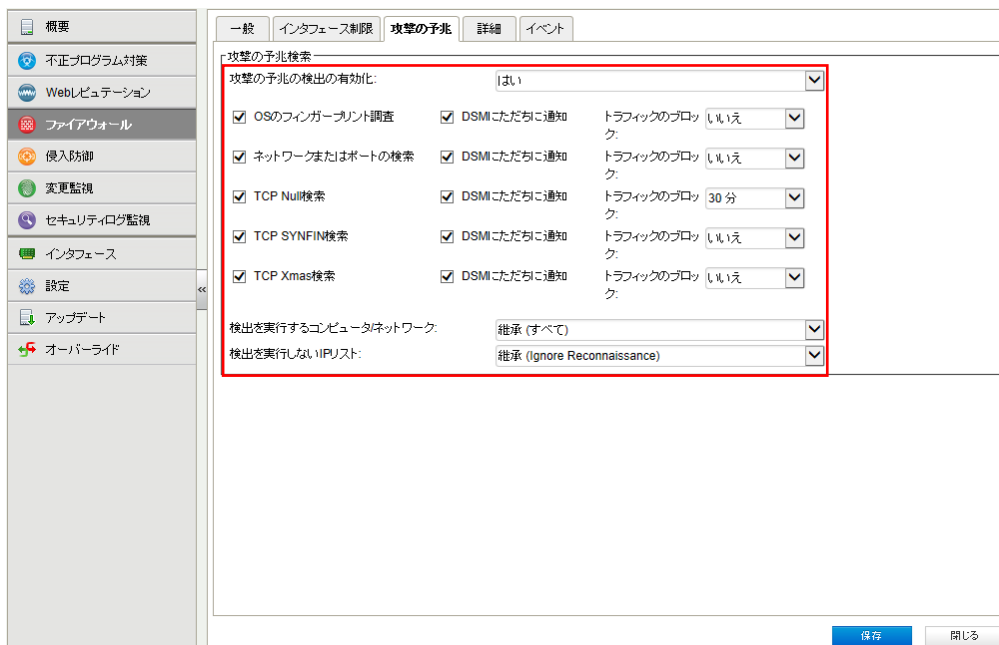 概要
不正プログラム対策
Webレピュテーション
ファイアウォール
侵入防御
変更監視
セキュリティログ監視
インタフェース
設定
アップデート
オーバーライド
«
一般
インタフェース制限
攻撃の予兆
詳細
イベント
攻撃の予兆検索
攻撃の予兆の検出の有効化: はい
OSのフィンガープリント調査 DSMにただちに通知 トラフィックのブロッ いいえ
ク:
ネットワークまたはポートの検索 DSMにただちに通知 トラフィックのブロッ いいえ
ク:
TCP Null検索 DSMにただちに通知 トラフィックのブロッ 30 分
ク:
TCP SYNFIN検索 DSMにただちに通知 トラフィックのブロッ いいえ
ク:
TCP Xmas検索 DSMにただちに通知 トラフィックのブロッ いいえ
ク:
検出を実行するコンピュータ/ネットワーク: 継承 (すべて)
検出を実行しないIPリスト: 継承 (Ignore Reconnaissance)
保存
閉じる